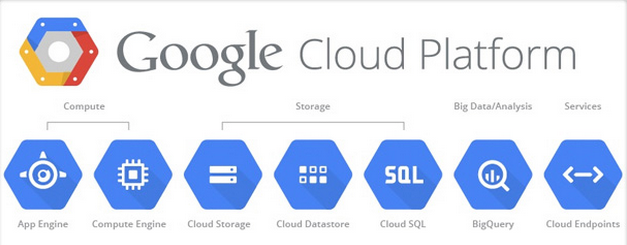 Google Cloud Platform
Compute Storage Big Data/Analysis Services
SQL
App Engine Compute Engine Cloud Storage Cloud Datastore Cloud SQL BigQuery Cloud Endpoints